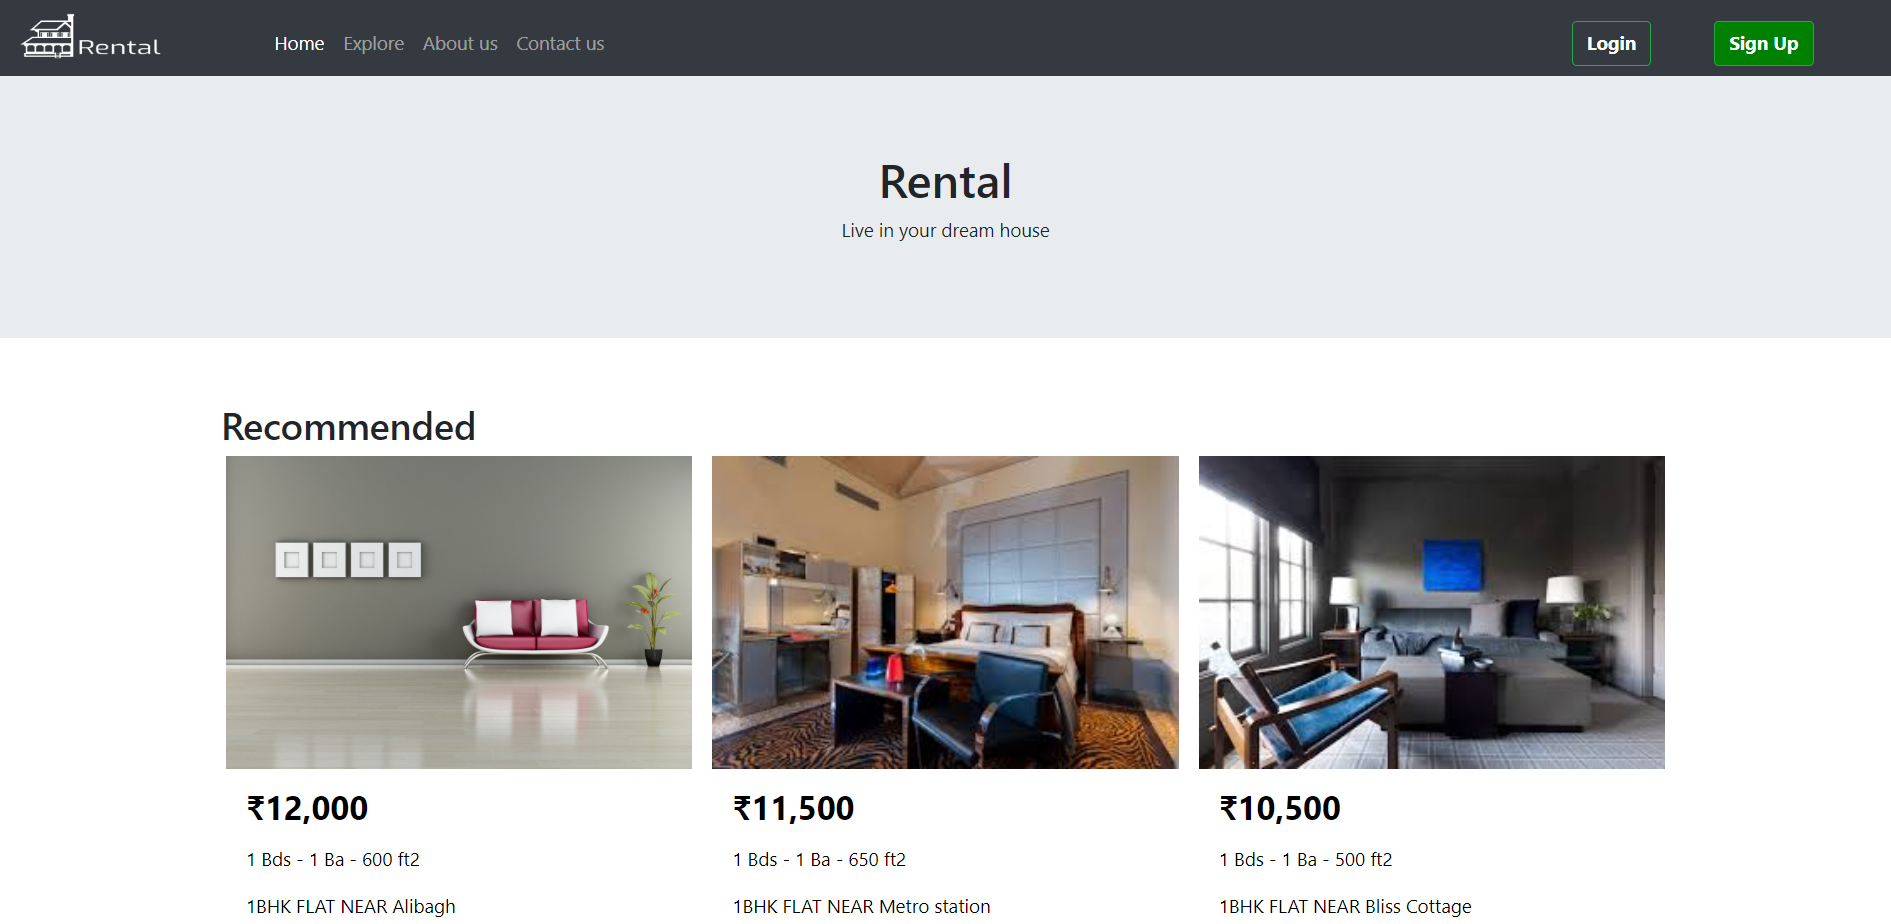 Rental
Home Explore About us Contact us
Login
Sign Up
Rental
Live in your dream house
Recommended
₹12,000
1 Bds - 1 Ba - 600 ft2
1BHK FLAT NEAR Alibagh
₹11,500
1 Bds - 1 Ba - 650 ft2
1BHK FLAT NEAR Metro station
₹10,500
1 Bds - 1 Ba - 500 ft2
1BHK FLAT NEAR Bliss Cottage